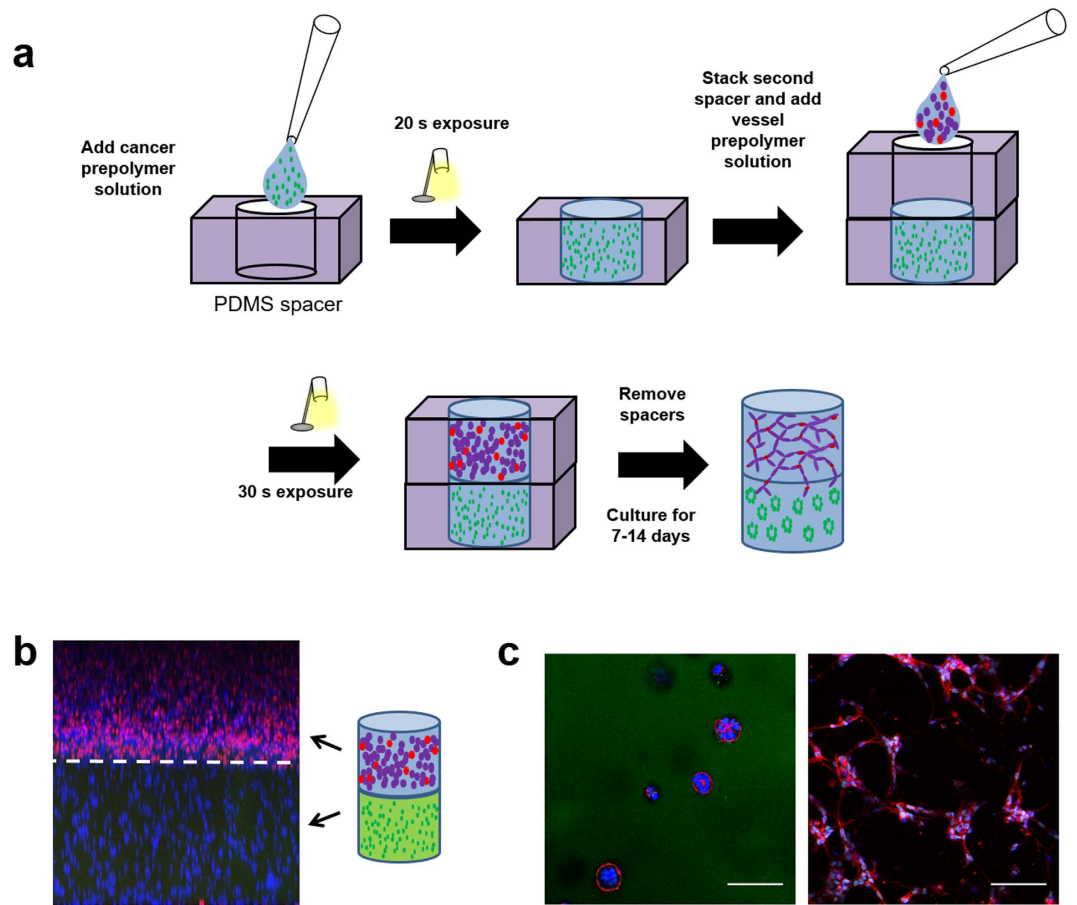 a
Add cancer
prepolymer
solution
20 s exposure
Stack second
spacer and add
vessel
prepolymer
solution
PDMS spacer
30 s exposure
Remove
spacers
Culture for
7-14 days
b
c